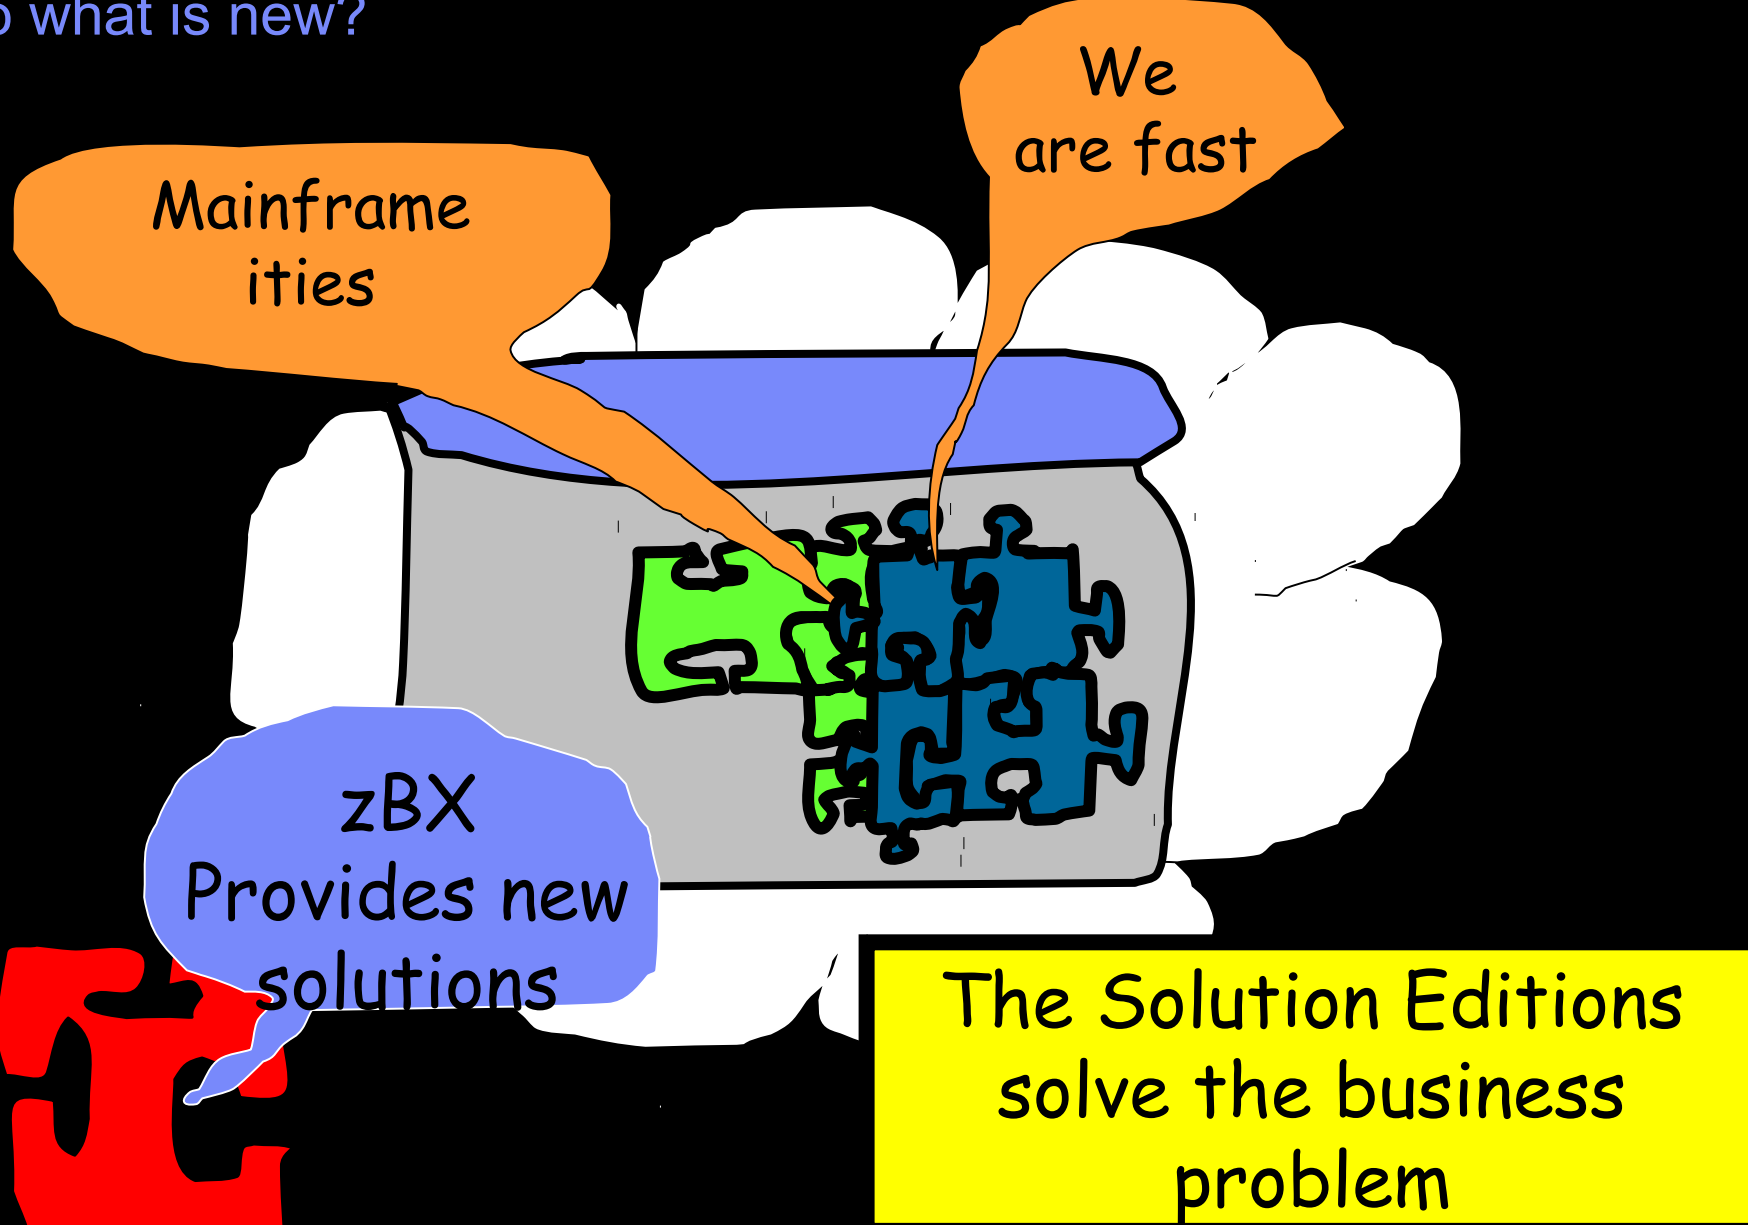 o what is new?
We
are fast
Mainframe
ities
zBX
Provides new
solutions
The Solution Editions
solve the business
problem